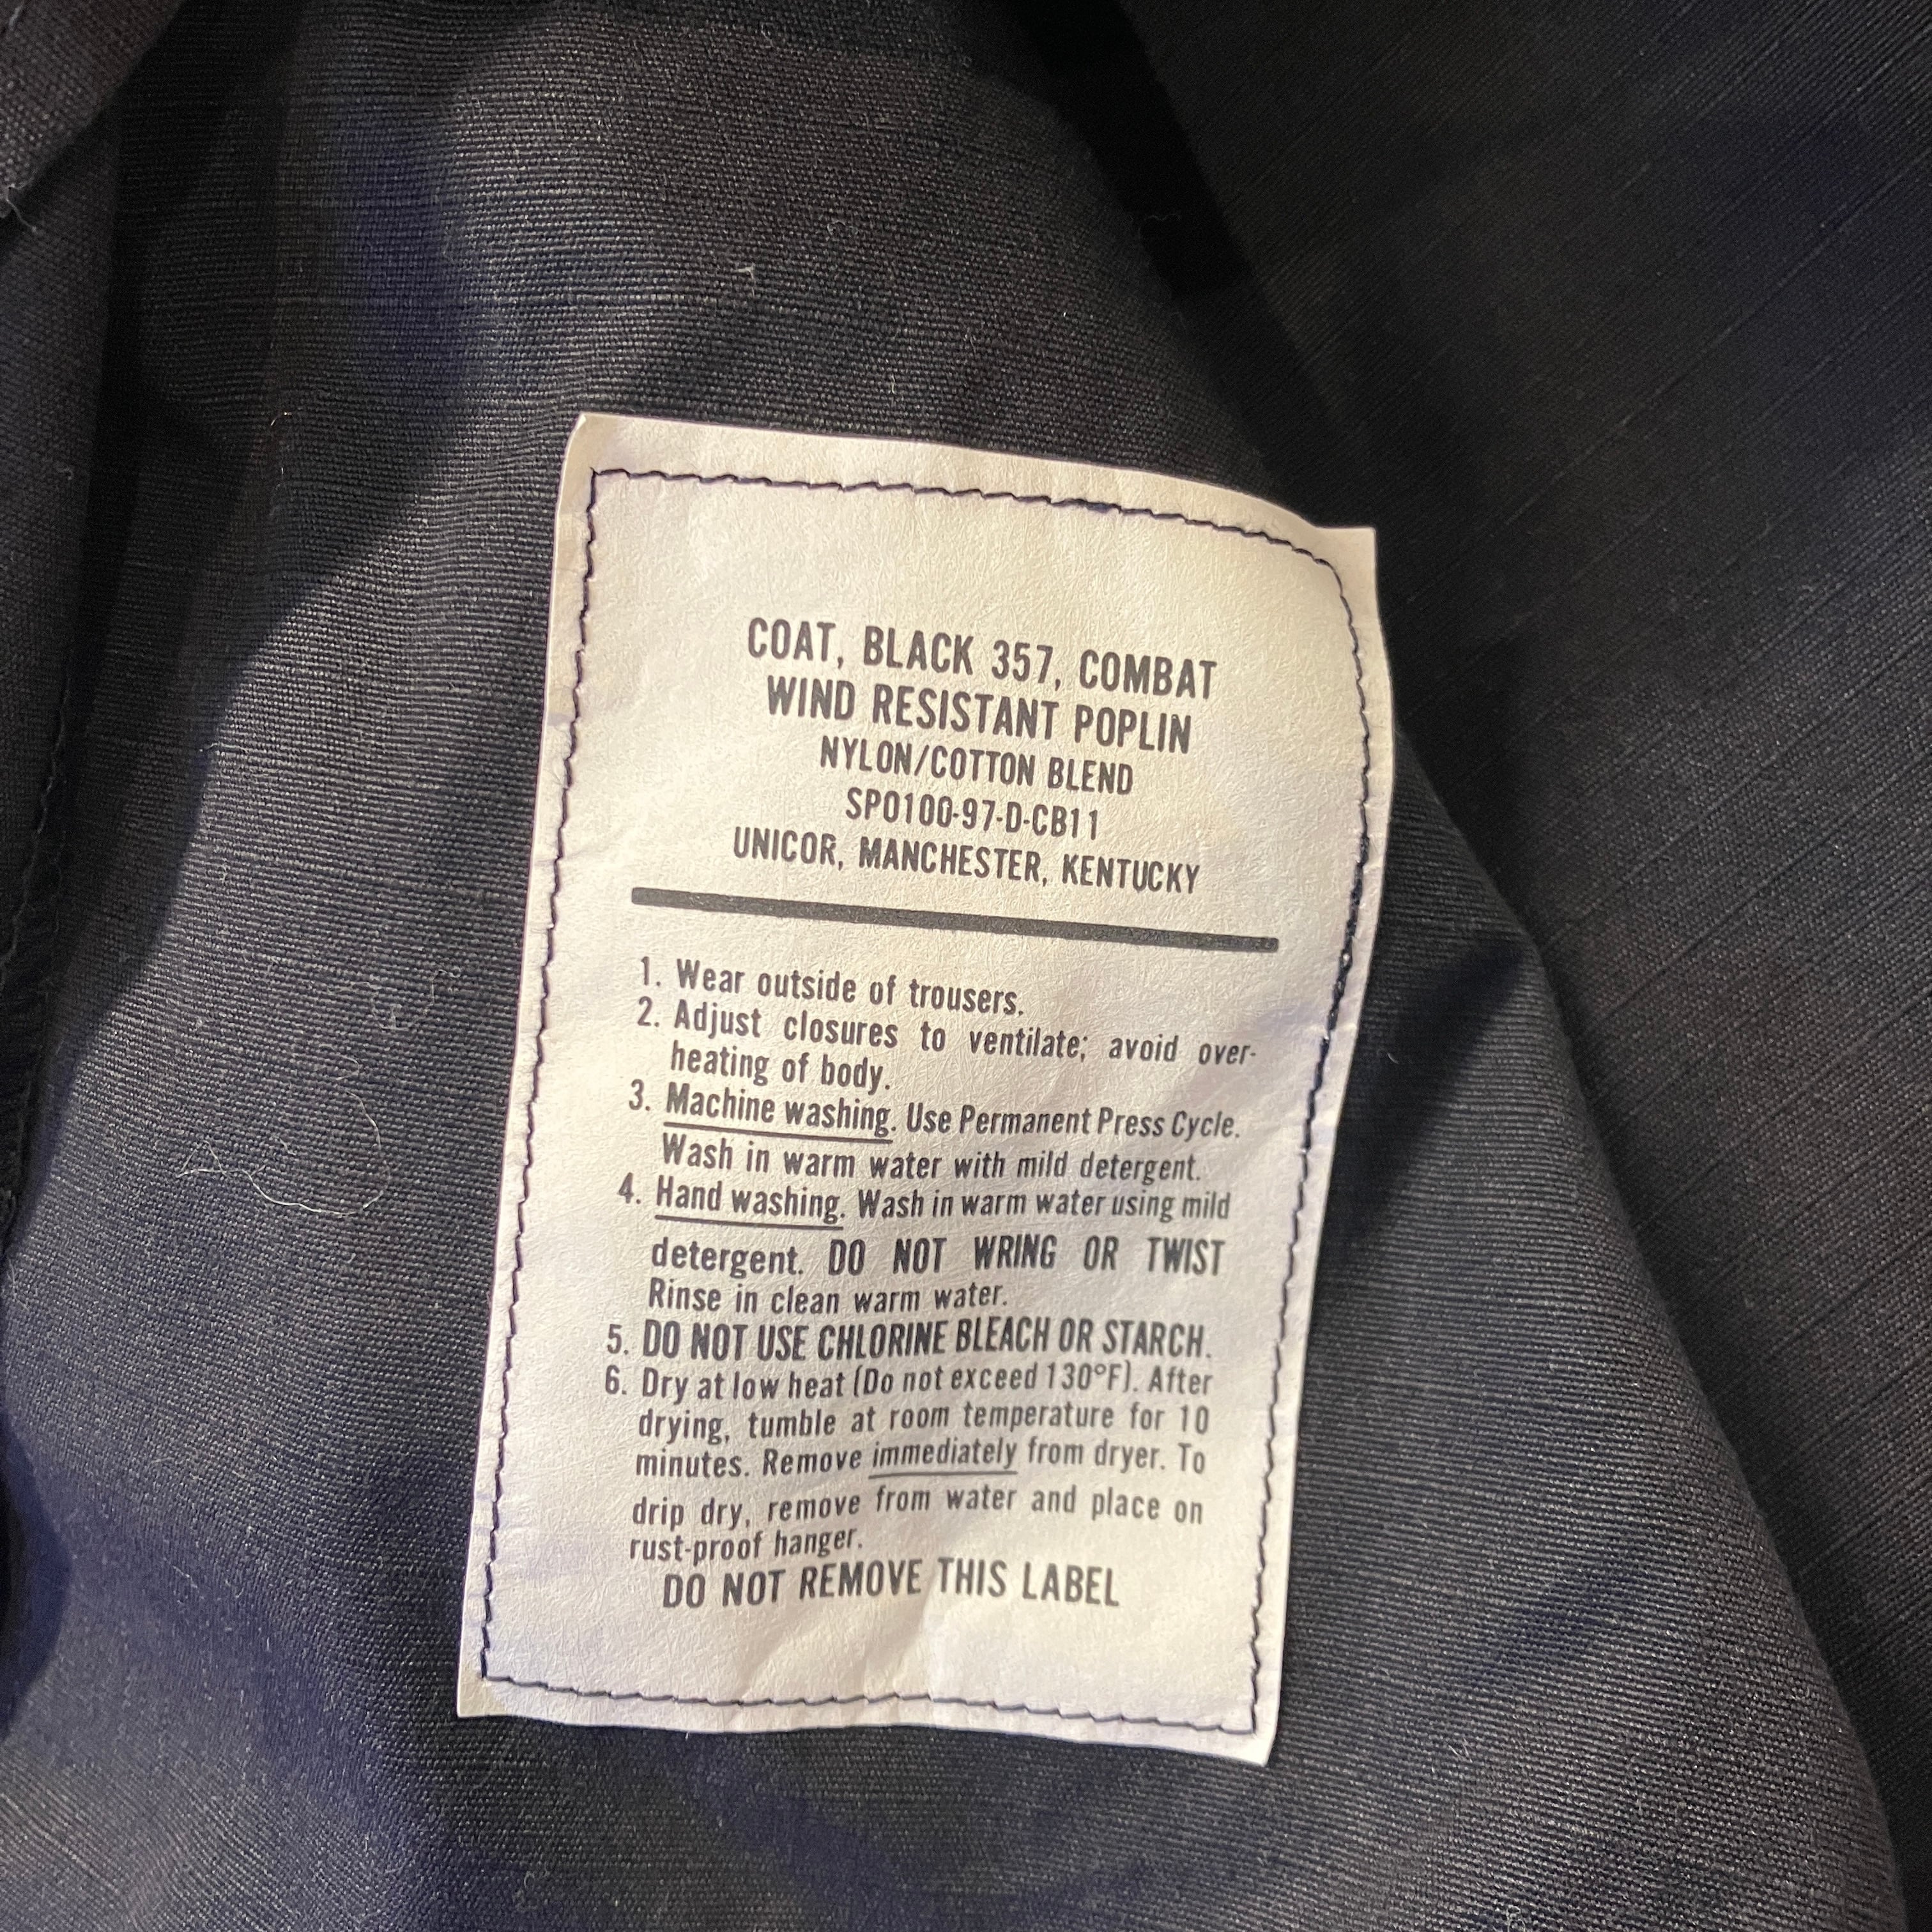 COAT, BLACK 357, COMBAT
WIND RESISTANT POPLIN
NYLON/COTTON BLEND
SPO100-97-D-CB11
UNICOR, MANCHESTER, KENTUCKY
1. Wear outside of trousers.
2. Adjust closures to ventilate; avoid over-
heating of body.
3. Machine washing. Use Permanent Press Cycle.
Wash in warm water with mild detergent.
4. Hand washing. Wash in warm water using mild
detergent. DO NOT WRING OR TWIST
Rinse in clean warm water.
5. DO NOT USE CHLORINE BLEACH OR STARCH.
6. Dry at low heat (Do not exceed 130°F). After
drying, tumble at room temperature for 10
minutes. Remove immediately from dryer. To
drip dry, remove from water and place on
rust-proof hanger.
DO NOT REMOVE THIS LABEL